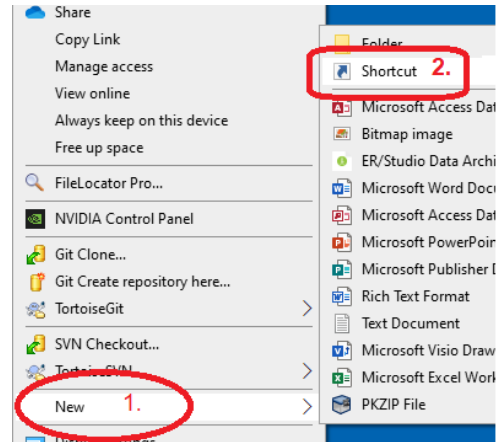 Share
Copy Link
Manage access
View online
Always keep on this device
Free up space
FileLocator Pro...
NVIDIA Control Panel
Git Clone...
Git Create repository here...
TortoiseGit
SVN Checkout...
TortoiseSVN
New 1.
Folder
Shortcut 2.
Microsoft Access Dat
Bitmap image
ER/Studio Data Archi
Microsoft Word Docu
Microsoft Access Dat
Microsoft PowerPoin
Microsoft Publisher D
Rich Text Format
Text Document
Microsoft Visio Draw
Microsoft Excel Work
PKZIP File